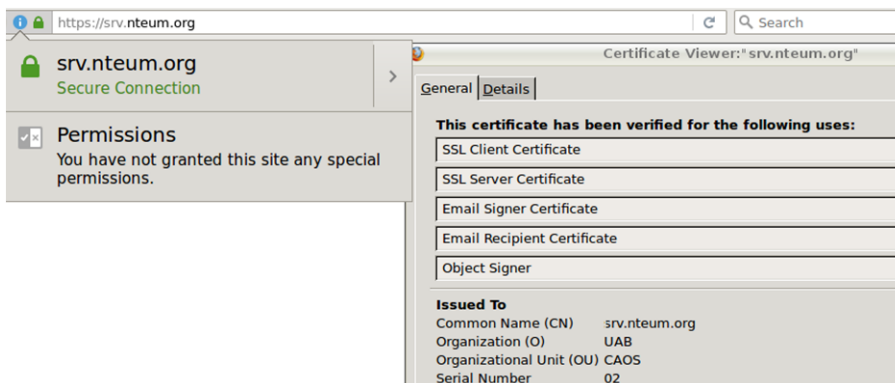 https://srv.nteum.org
Search
srv.nteum.org
Secure Connection
Permissions
You have not granted this site any special
permissions.
Certificate Viewer:"srv.nteum.org"
General Details
This certificate has been verified for the following uses:
SSL Client Certificate
SSL Server Certificate
Email Signer Certificate
Email Recipient Certificate
Object Signer
Issued To
Common Name (CN) srv.nteum.org
Organization (O) UAB
Organizational Unit (OU) CAOS
Serial Number 02